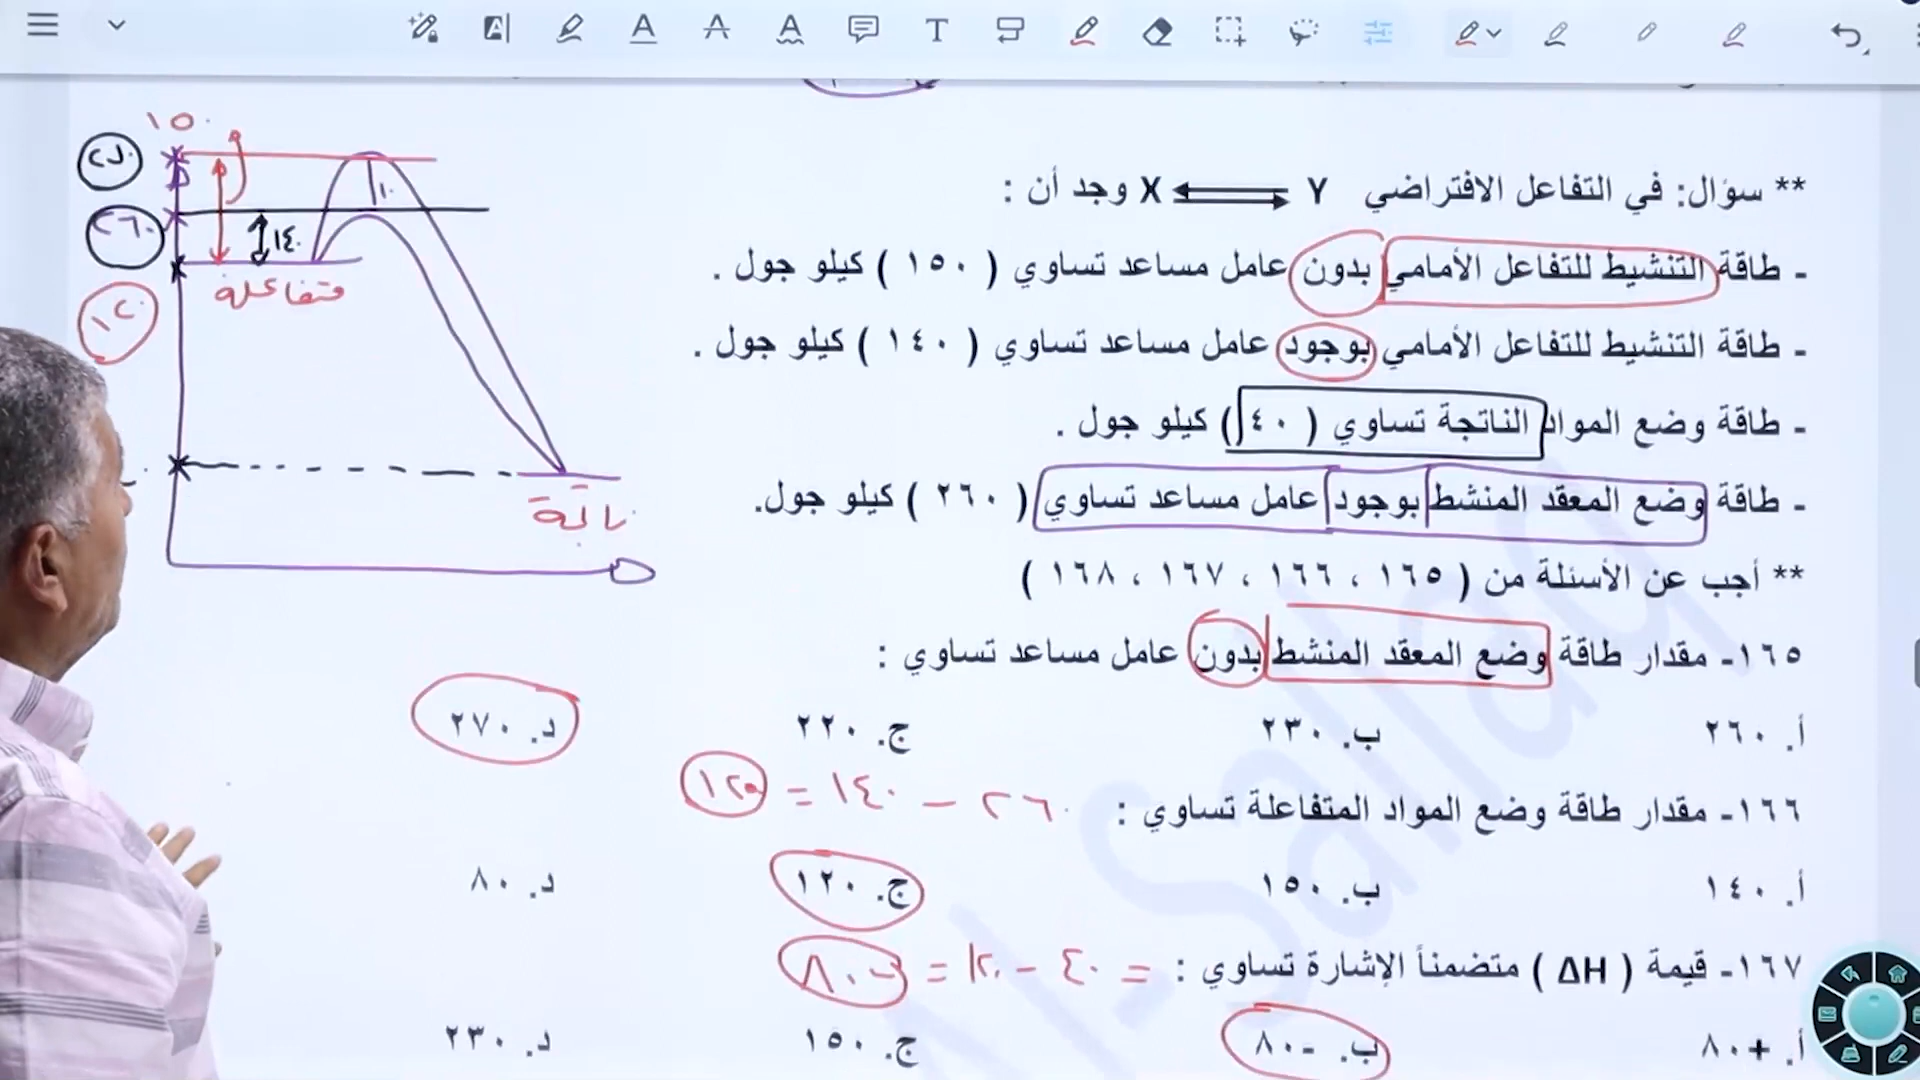 ** سؤال: في التفاعل الافتراضي X ⇌ Y وجد أن :
- طاقة التنشيط للتفاعل الأمامي بدون عامل مساعد تساوي ( ١٥٠ ) كيلو جول .
- طاقة التنشيط للتفاعل الأمامي بوجود عامل مساعد تساوي ( ١٤٠ ) كيلو جول .
- طاقة وضع المواد الناتجة تساوي ( ٤٠ ) كيلو جول .
- طاقة وضع المعقد المنشط بوجود عامل مساعد تساوي ( ٢٦٠ ) كيلو جول.
** أجب عن الأسئلة من ( ١٦٥ ، ١٦٦ ، ١٦٧ ، ١٦٨ )
١٦٥- مقدار طاقة وضع المعقد المنشط بدون عامل مساعد تساوي :
أ. ٢٦٠ ب. ٢٣٠ ج. ٢٢٠ د. ٢٧٠
١٦٦- مقدار طاقة وضع المواد المتفاعلة تساوي :
٢٦٠ - ١٤٠ = ١٢٠
أ. ١٤٠ ب. ١٥٠ ج. ١٢٠ د. ٨٠
١٦٧- قيمة ( ΔH ) متضمناً الإشارة تساوي :
= ٤٠ - ١٢٠ = -٨٠
أ. +٨٠ ب. -٨٠ ج. ١٥٠ د. ٢٣٠
١٥٠
٢٦٠
١٤٠
١٠
١٢٠
متفاعلة
ناتجة
Al-Sallaq